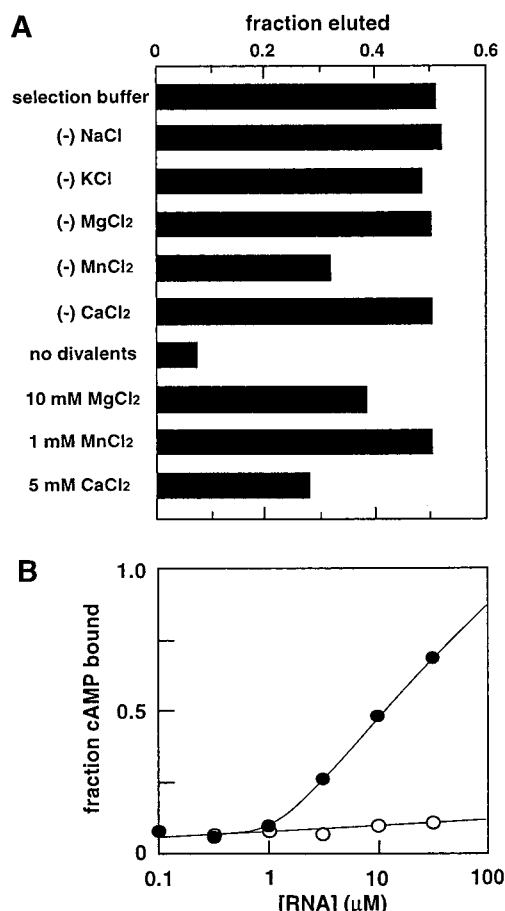 A
fraction eluted
0 0.2 0.4 0.6
selection buffer
(-) NaCl
(-) KCl
(-) MgCl2
(-) MnCl2
(-) CaCl2
no divalents
10 mM MgCl2
1 mM MnCl2
5 mM CaCl2
B
fraction cAMP bound
1.0
0.5
0
0.1 1 10 100
[RNA] (μM)